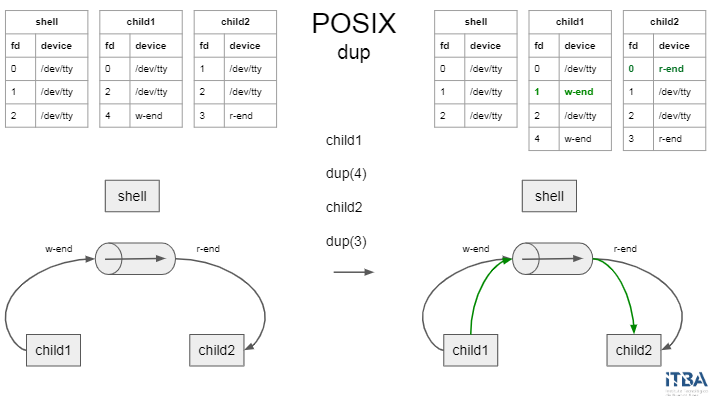 POSIX
dup
shell
fd device
0 /dev/tty
1 /dev/tty
2 /dev/tty
child1
fd device
0 /dev/tty
2 /dev/tty
4 w-end
child2
fd device
1 /dev/tty
2 /dev/tty
3 r-end
shell
w-end
r-end
child1
child2
child1
dup(4)
child2
dup(3)
shell
fd device
0 /dev/tty
1 /dev/tty
2 /dev/tty
child1
fd device
0 /dev/tty
1 w-end
2 /dev/tty
4 w-end
child2
fd device
0 r-end
1 /dev/tty
2 /dev/tty
3 r-end
shell
w-end
r-end
child1
child2
ITBA